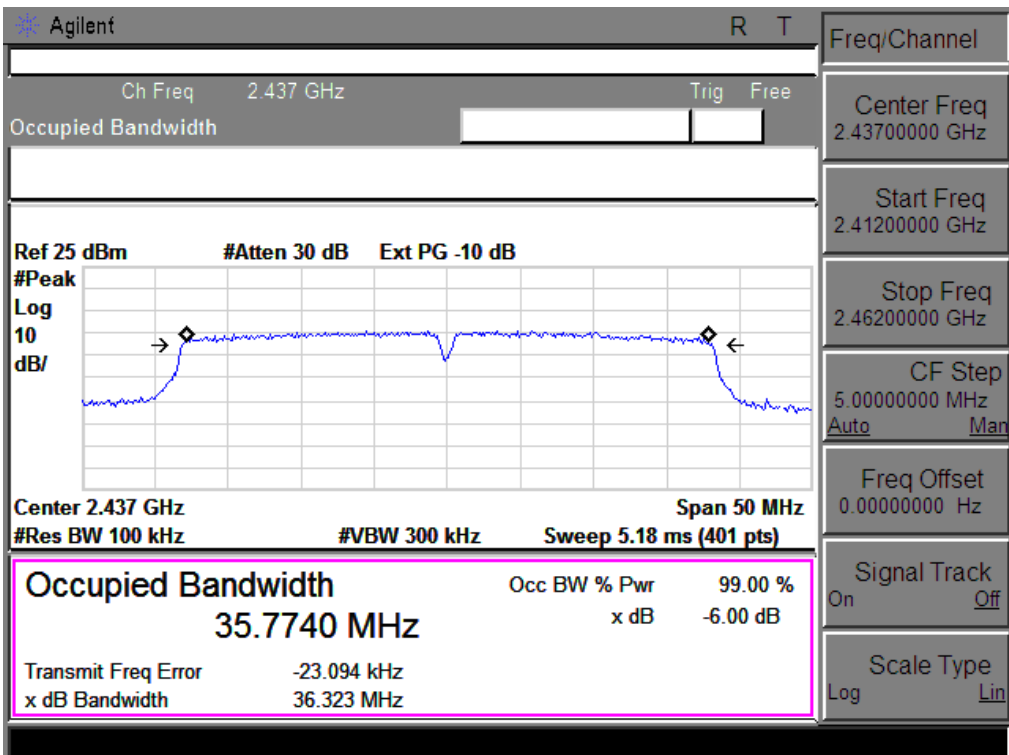 Agilent R T
Ch Freq 2.437 GHz Trig Free
Occupied Bandwidth
Ref 25 dBm #Atten 30 dB Ext PG -10 dB
#Peak
Log
10
dB/
Center 2.437 GHz Span 50 MHz
#Res BW 100 kHz #VBW 300 kHz Sweep 5.18 ms (401 pts)
Occupied Bandwidth Occ BW % Pwr 99.00 %
35.7740 MHz x dB -6.00 dB
Transmit Freq Error -23.094 kHz
x dB Bandwidth 36.323 MHz
Freq/Channel
Center Freq
2.43700000 GHz
Start Freq
2.41200000 GHz
Stop Freq
2.46200000 GHz
CF Step
5.00000000 MHz
Auto Man
Freq Offset
0.00000000 Hz
Signal Track
On Off
Scale Type
Log Lin